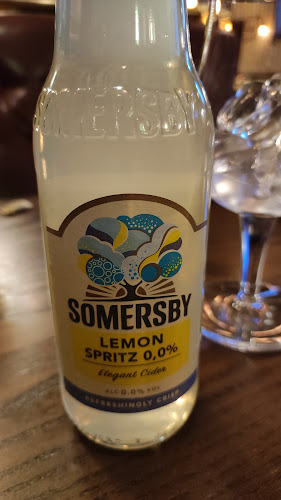 SOMERSBY
SOMERSBY
LEMON
SPRITZ 0,0%
Elegant Cider
ALC 0.0% VOL
REFRESHINGLY CRISP